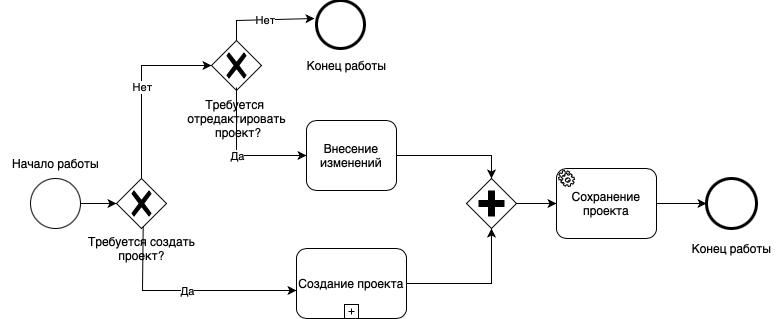 Нет
Конец работы
Нет
Требуется
отредактировать
проект?
Внесение
изменений
Да
Начало работы
Сохранение
проекта
Требуется создать
проект?
Конец работы
Создание проекта
Да